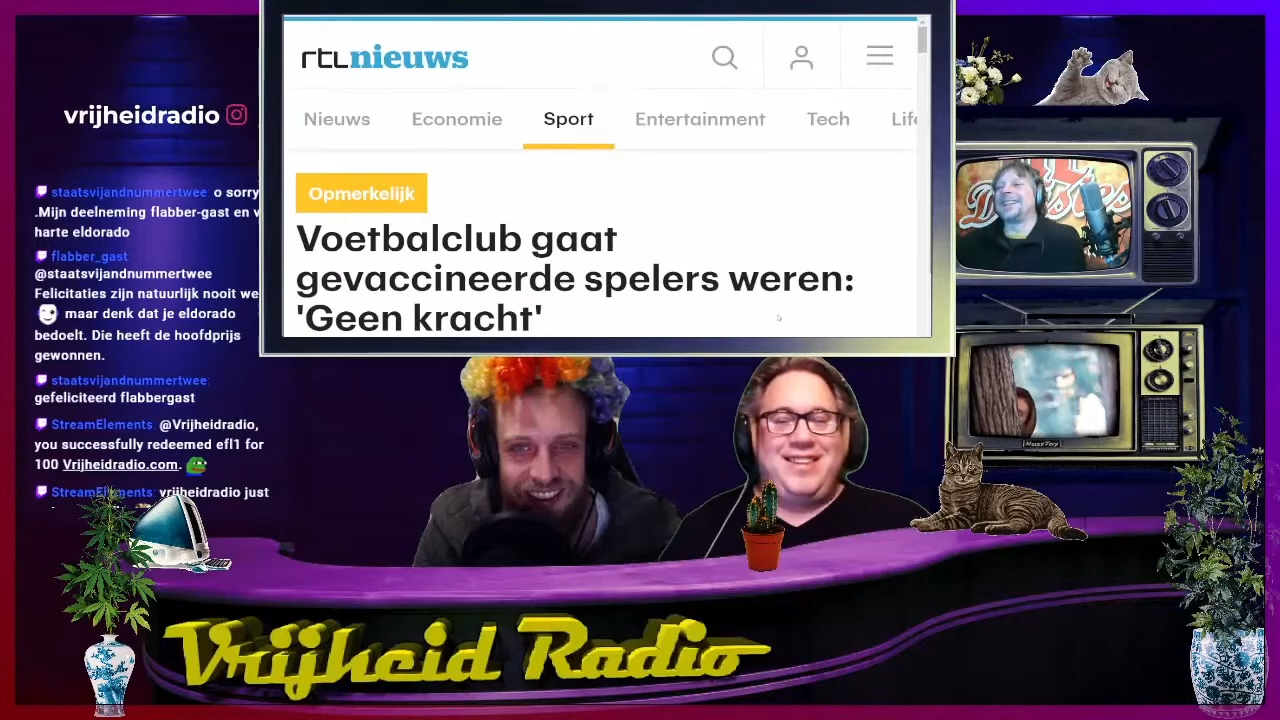 rtlnieuws
Nieuws Economie Sport Entertainment Tech
Opmerkelijk
Voetbalclub gaat
gevaccineerde spelers weren:
'Geen kracht'
vrijheidradio
staatsvijandnummertwee: o sorry
.Mijn deelneming flabber-gast en v
harte eldorado
flabber_gast:
@staatsvijandnummertwee
Felicitaties zijn natuurlijk nooit we
maar denk dat je eldorado
bedoelt. Die heeft de hoofdprijs
gewonnen.
staatsvijandnummertwee:
gefeliciteerd flabbergast
StreamElements: @Vrijheidradio,
you successfully redeemed efl1 for
100 Vrijheidradio.com.
StreamElements: vrijheidradio just
Vrijheid Radio